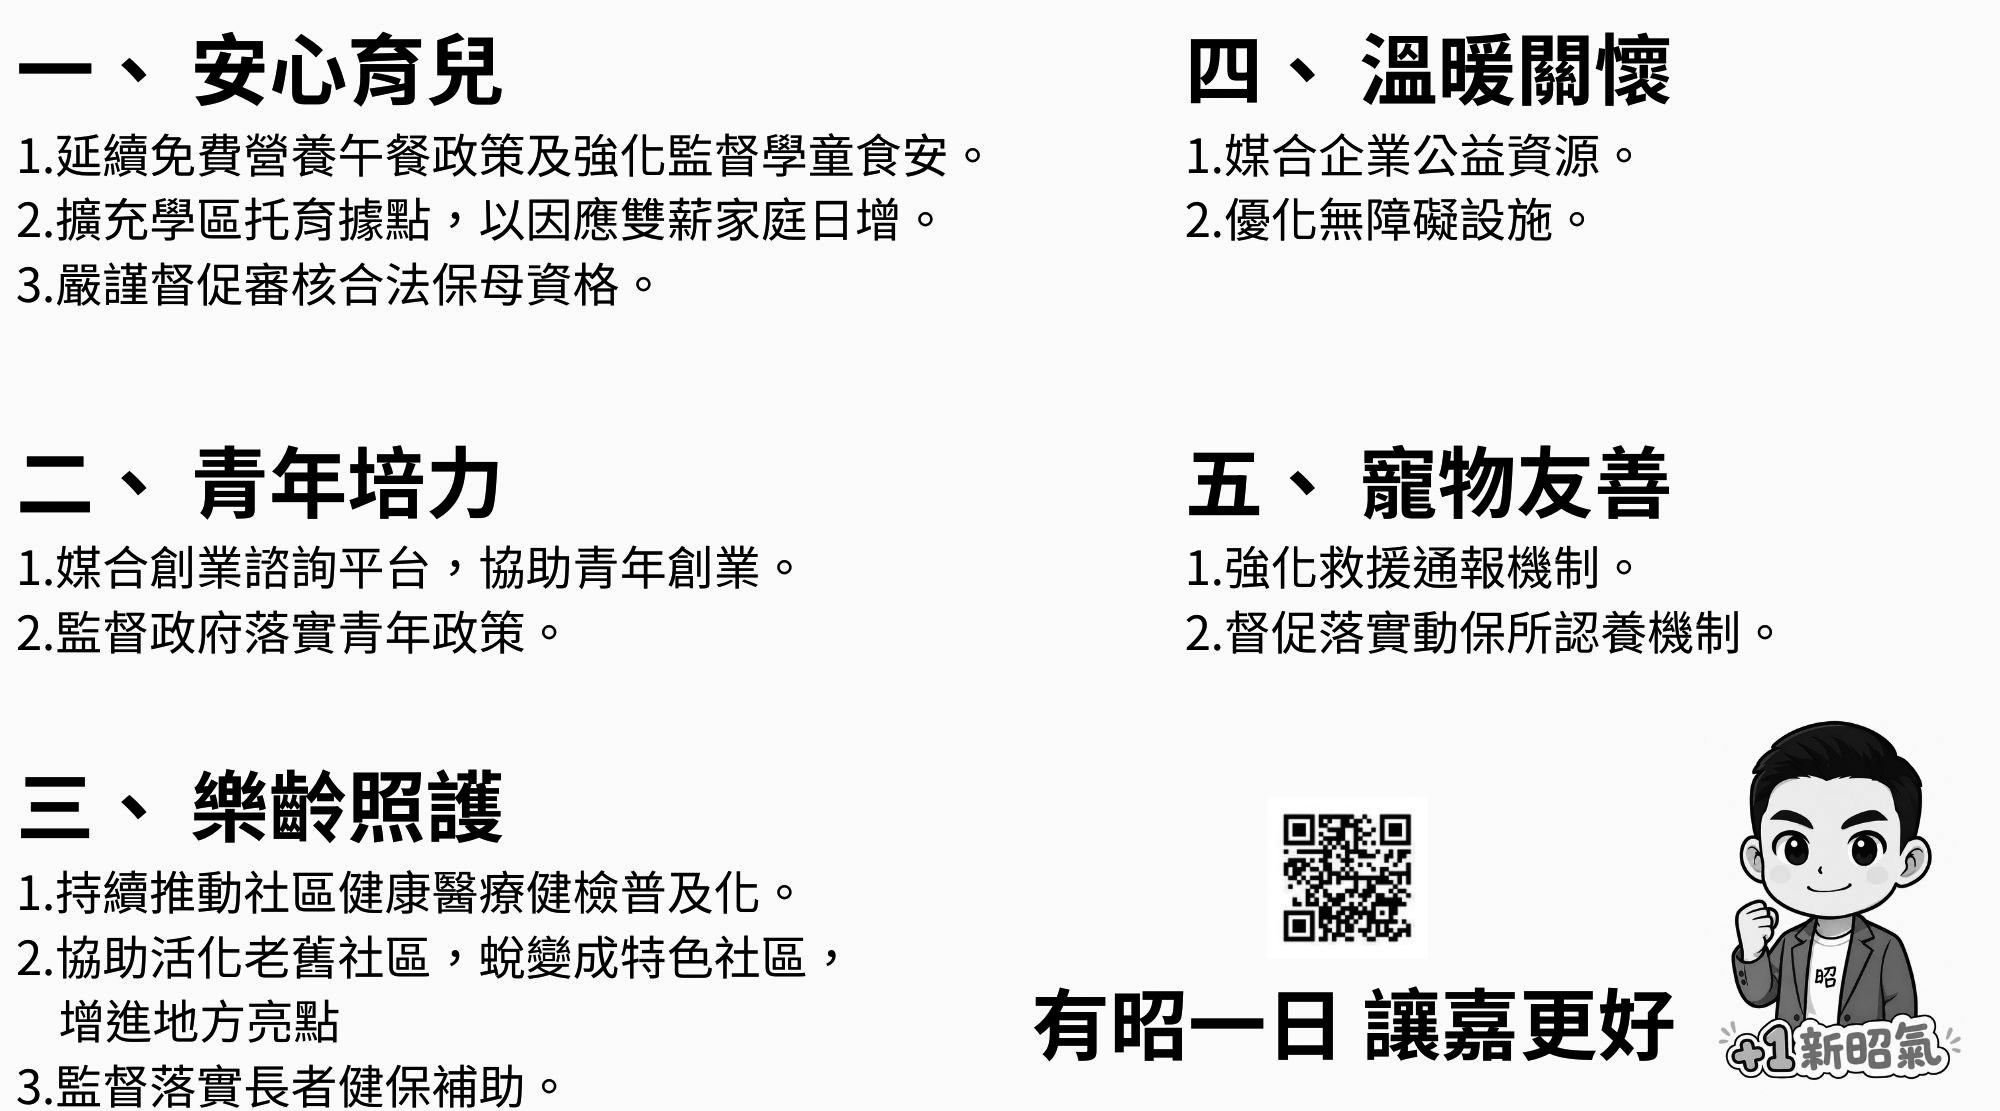 一、 安心育兒
1.延續免費營養午餐政策及強化監督學童食安。
2.擴充學區托育據點，以因應雙薪家庭日增。
3.嚴謹督促審核合法保母資格。
二、 青年培力
1.媒合創業諮詢平台，協助青年創業。
2.監督政府落實青年政策。
三、 樂齡照護
1.持續推動社區健康醫療健檢普及化。
2.協助活化老舊社區，蛻變成特色社區，
增進地方亮點
3.監督落實長者健保補助。
四、 溫暖關懷
1.媒合企業公益資源。
2.優化無障礙設施。
五、 寵物友善
1.強化救援通報機制。
2.督促落實動保所認養機制。
有昭一日 讓嘉更好
昭
+1新昭氣